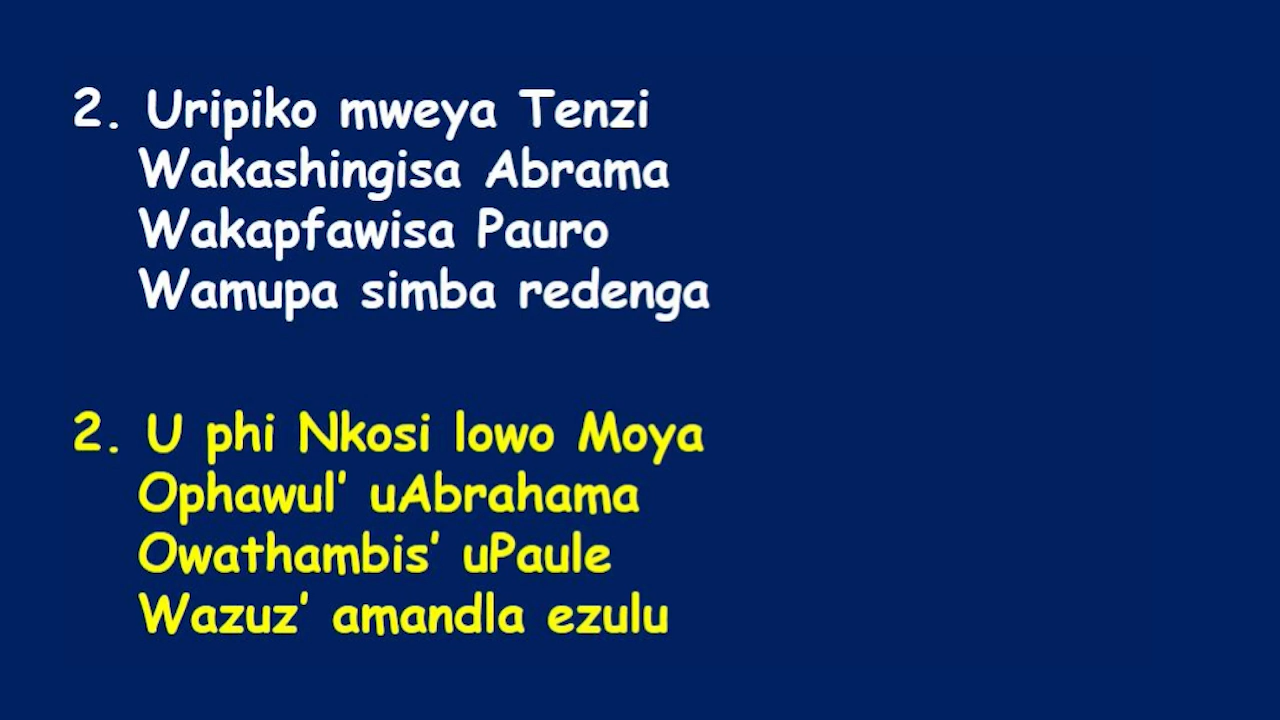 2. Uripiko mweya Tenzi
Wakashingisa Abrama
Wakapfawisa Pauro
Wamupa simba redenga
2. U phi Nkosi lowo Moya
Ophawul' uAbrahama
Owathambis' uPaule
Wazuz' amandla ezulu